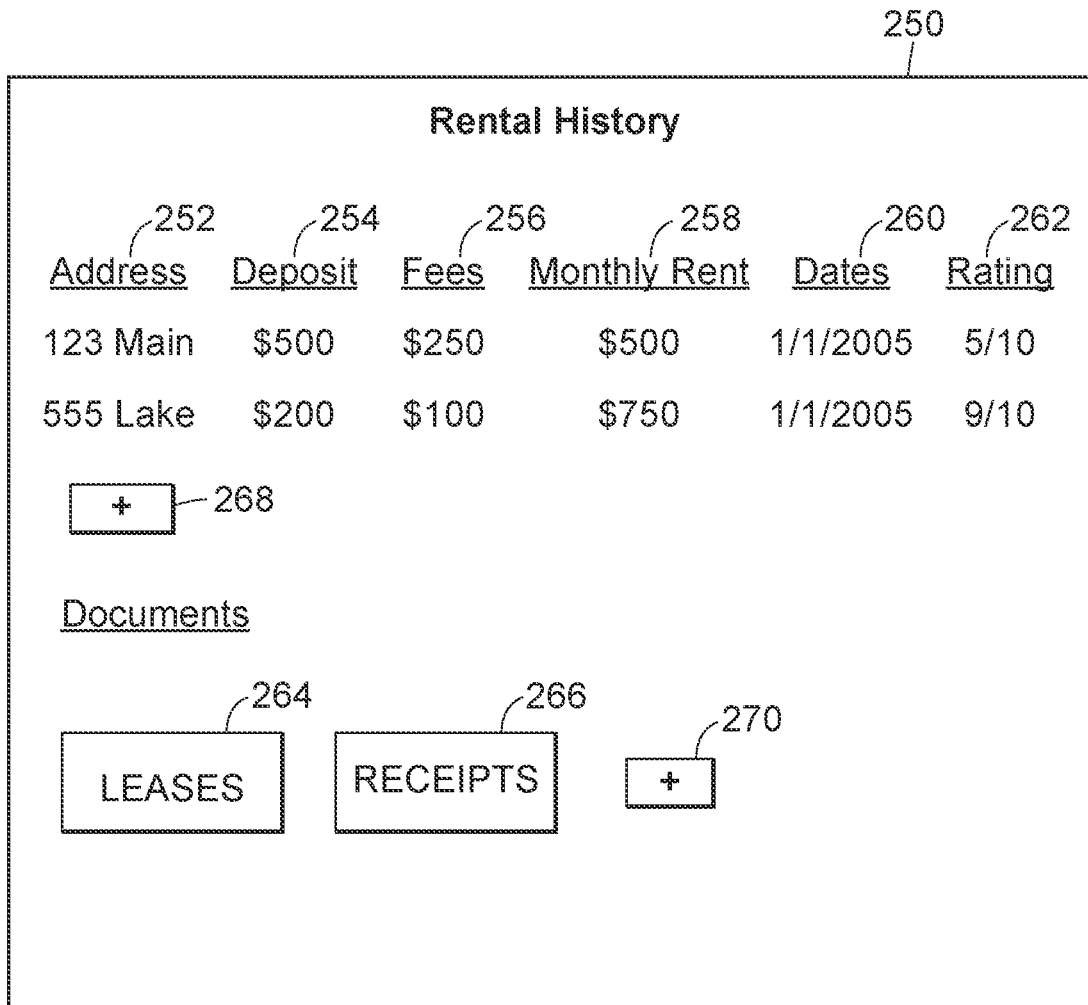 250
Rental History
252 254 256 258 260 262
Address Deposit Fees Monthly Rent Dates Rating
123 Main $500 $250 $500 1/1/2005 5/10
555 Lake $200 $100 $750 1/1/2005 9/10
+ 268
Documents
264 266 270
LEASES RECEIPTS +